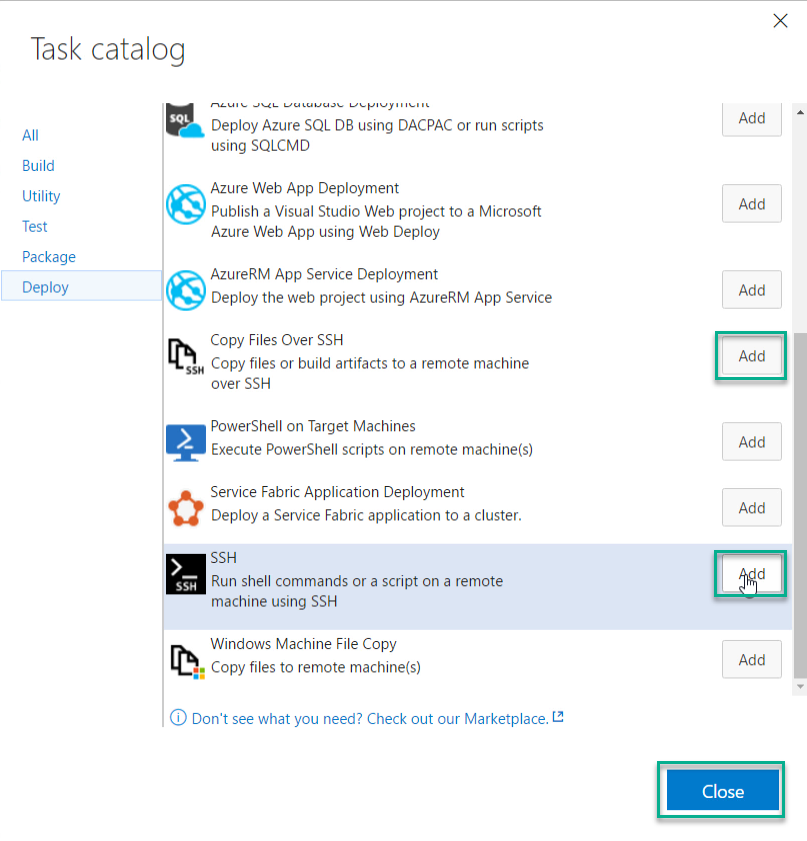 Task catalog
All
Build
Utility
Test
Package
Deploy
Azure SQL Database Deployment
SQL
Deploy Azure SQL DB using DACPAC or run scripts
using SQLCMD
Add
Azure Web App Deployment
Publish a Visual Studio Web project to a Microsoft
Azure Web App using Web Deploy
Add
AzureRM App Service Deployment
Deploy the web project using AzureRM App Service
Add
Copy Files Over SSH
SSH
Copy files or build artifacts to a remote machine
over SSH
Add
PowerShell on Target Machines
Execute PowerShell scripts on remote machine(s)
Add
Service Fabric Application Deployment
Deploy a Service Fabric application to a cluster.
Add
SSH
SSH
Run shell commands or a script on a remote
machine using SSH
Add
Windows Machine File Copy
Copy files to remote machine(s)
Add
Don't see what you need? Check out our Marketplace.
Close